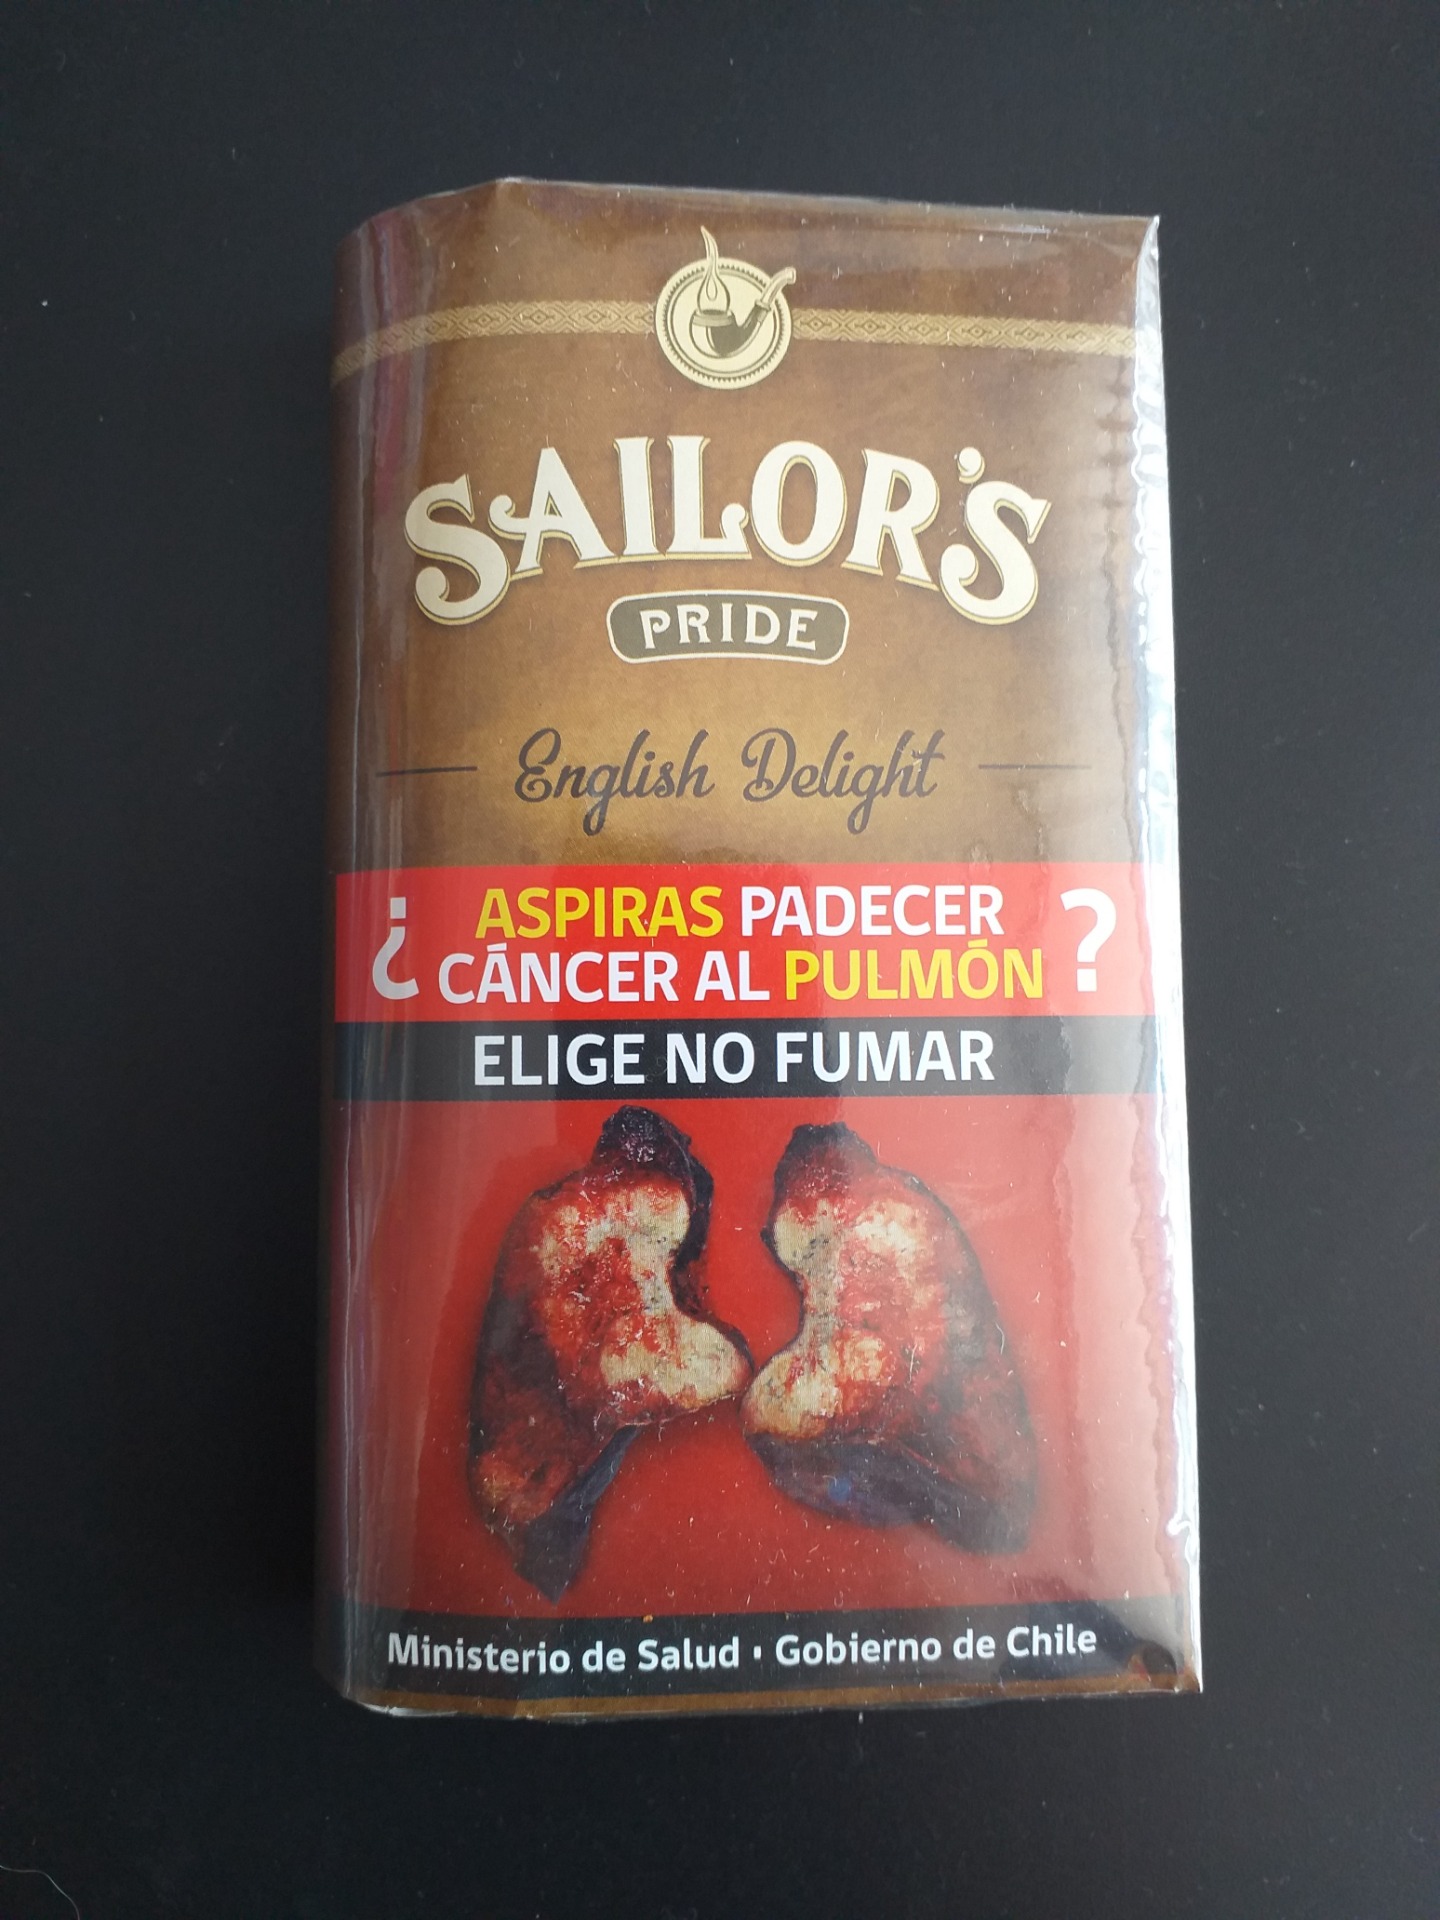 SAILOR'S
PRIDE
English Delight
¿ ASPIRAS PADECER
CÁNCER AL PULMÓN ?
ELIGE NO FUMAR
Ministerio de Salud · Gobierno de Chile